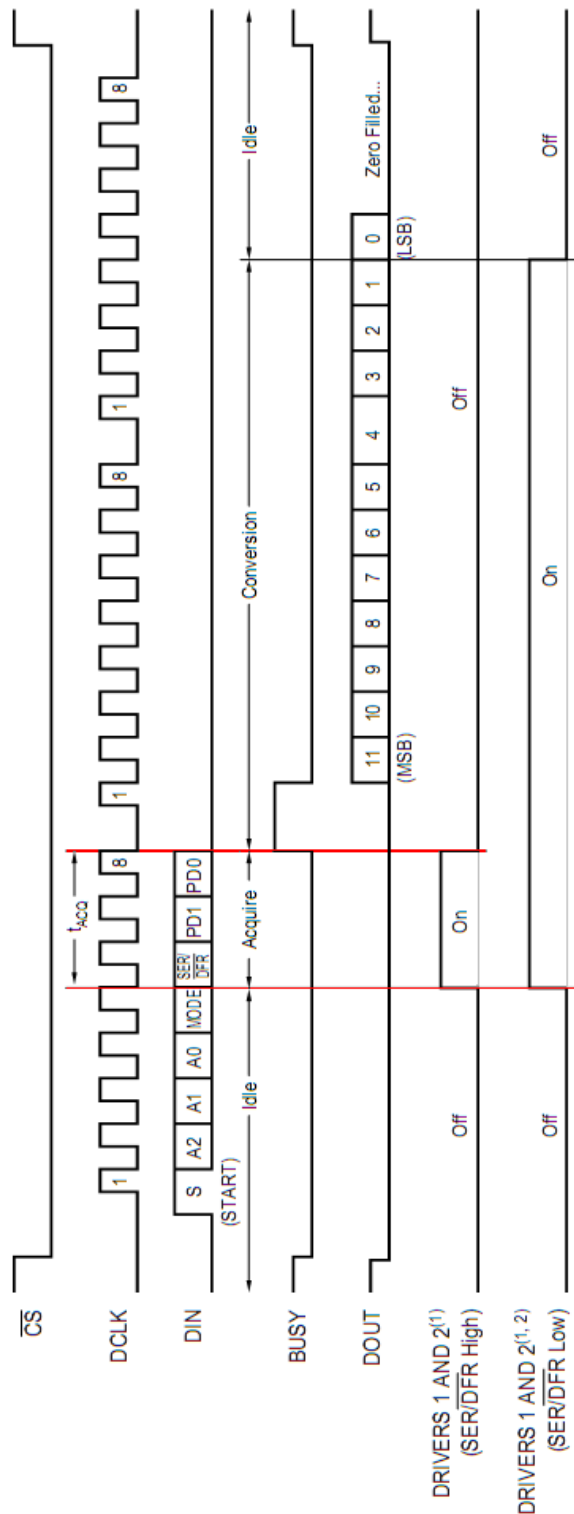 CS
DCLK
1 8 1 8 1 8
tACQ
DIN
S A2 A1 A0 MODE SER/DFR PD1 PD0
(START)
Idle Acquire Conversion Idle
BUSY
DOUT
11 10 9 8 7 6 5 4 3 2 1 0 Zero Filled...
(MSB) (LSB)
DRIVERS 1 AND 2(1)
(SER/DFR High)
Off On Off
DRIVERS 1 AND 2(1, 2)
(SER/DFR Low)
Off On Off